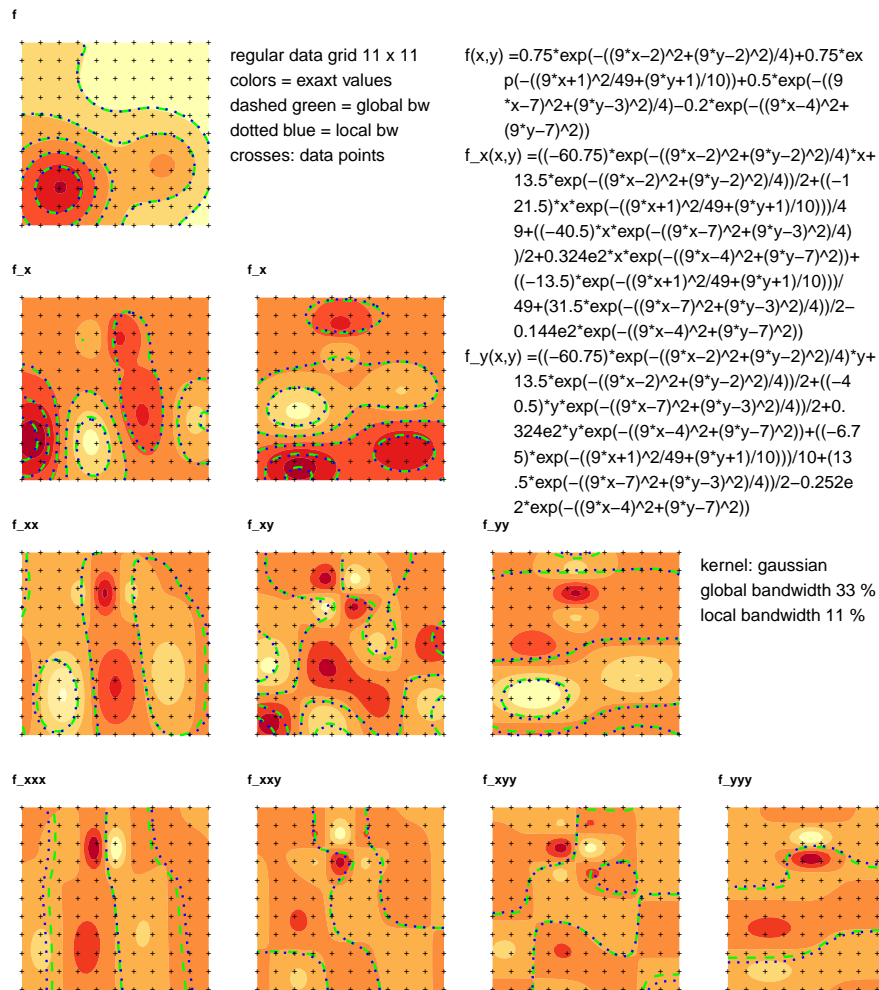 f
regular data grid 11 x 11
colors = exaxt values
dashed green = global bw
dotted blue = local bw
crosses: data points
f(x,y) =0.75*exp(−((9*x−2)^2+(9*y−2)^2)/4)+0.75*ex
p(−((9*x+1)^2/49+(9*y+1)/10))+0.5*exp(−((9
*x−7)^2+(9*y−3)^2)/4)−0.2*exp(−((9*x−4)^2+
(9*y−7)^2))
f_x(x,y) =((−60.75)*exp(−((9*x−2)^2+(9*y−2)^2)/4)*x+
13.5*exp(−((9*x−2)^2+(9*y−2)^2)/4))/2+((−1
21.5)*x*exp(−((9*x+1)^2/49+(9*y+1)/10)))/4
9+((−40.5)*x*exp(−((9*x−7)^2+(9*y−3)^2)/4)
)/2+0.324e2*x*exp(−((9*x−4)^2+(9*y−7)^2))+
((−13.5)*exp(−((9*x+1)^2/49+(9*y+1)/10)))/
49+(31.5*exp(−((9*x−7)^2+(9*y−3)^2)/4))/2−
0.144e2*exp(−((9*x−4)^2+(9*y−7)^2))
f_y(x,y) =((−60.75)*exp(−((9*x−2)^2+(9*y−2)^2)/4)*y+
13.5*exp(−((9*x−2)^2+(9*y−2)^2)/4))/2+((−4
0.5)*y*exp(−((9*x−7)^2+(9*y−3)^2)/4))/2+0.
324e2*y*exp(−((9*x−4)^2+(9*y−7)^2))+((−6.7
5)*exp(−((9*x+1)^2/49+(9*y+1)/10)))/10+(13
.5*exp(−((9*x−7)^2+(9*y−3)^2)/4))/2−0.252e
2*exp(−((9*x−4)^2+(9*y−7)^2))
f_x
f_x
f_xx
f_xy
f_yy
kernel: gaussian
global bandwidth 33 %
local bandwidth 11 %
f_xxx
f_xxy
f_xyy
f_yyy